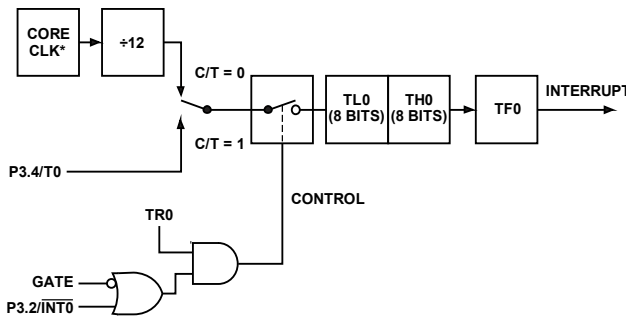 CORE
CLK*
÷12
C/T = 0
TL0
(8 BITS)
TH0
(8 BITS)
TF0
INTERRUPT
C/T = 1
P3.4/T0
CONTROL
TR0
GATE
P3.2/INT0